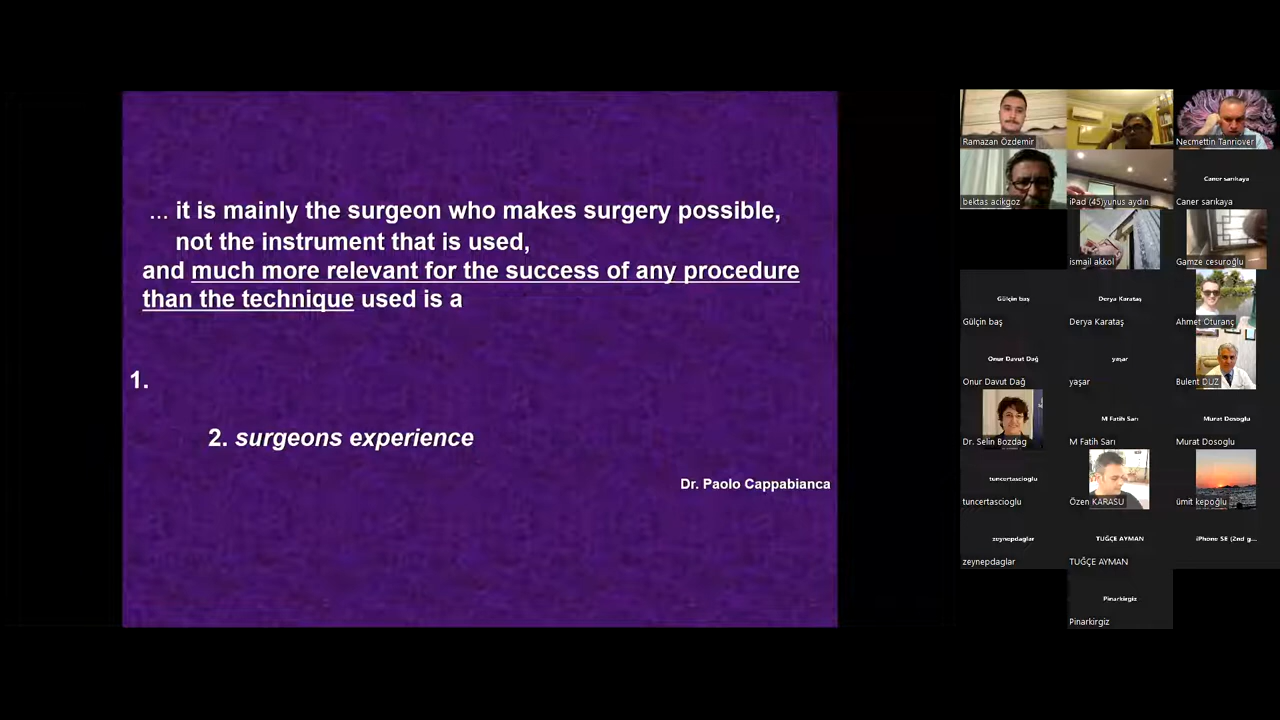 ... it is mainly the surgeon who makes surgery possible,
not the instrument that is used,
and much more relevant for the success of any procedure
than the technique used is a
1.
2. surgeons experience
Dr. Paolo Cappabianca
Ramazan Özdemir
Necmettin Tanrıover
bektas acikgoz
iPad (45)yunus aydın
Caner sarıkaya
Caner sarıkaya
ismail akkol
Gamze cesuroğlu
Gülçin baş
Derya Karataş
Gülçin baş
Derya Karataş
Ahmet Oturanç
Onur Davut Dağ
yaşar
Onur Davut Dağ
yaşar
Bulent DUZ
M Fatih Sarı
Murat Dosoglu
Dr. Selin Bozdag
M Fatih Sarı
Murat Dosoglu
tuncertascioglu
tuncertascioglu
Özen KARASU
ümit kepoğlu
zeynepdaglar
TUĞÇE AYMAN
iPhone SE (2nd g...
zeynepdaglar
TUĞÇE AYMAN
Pinarkirgiz
Pinarkirgiz